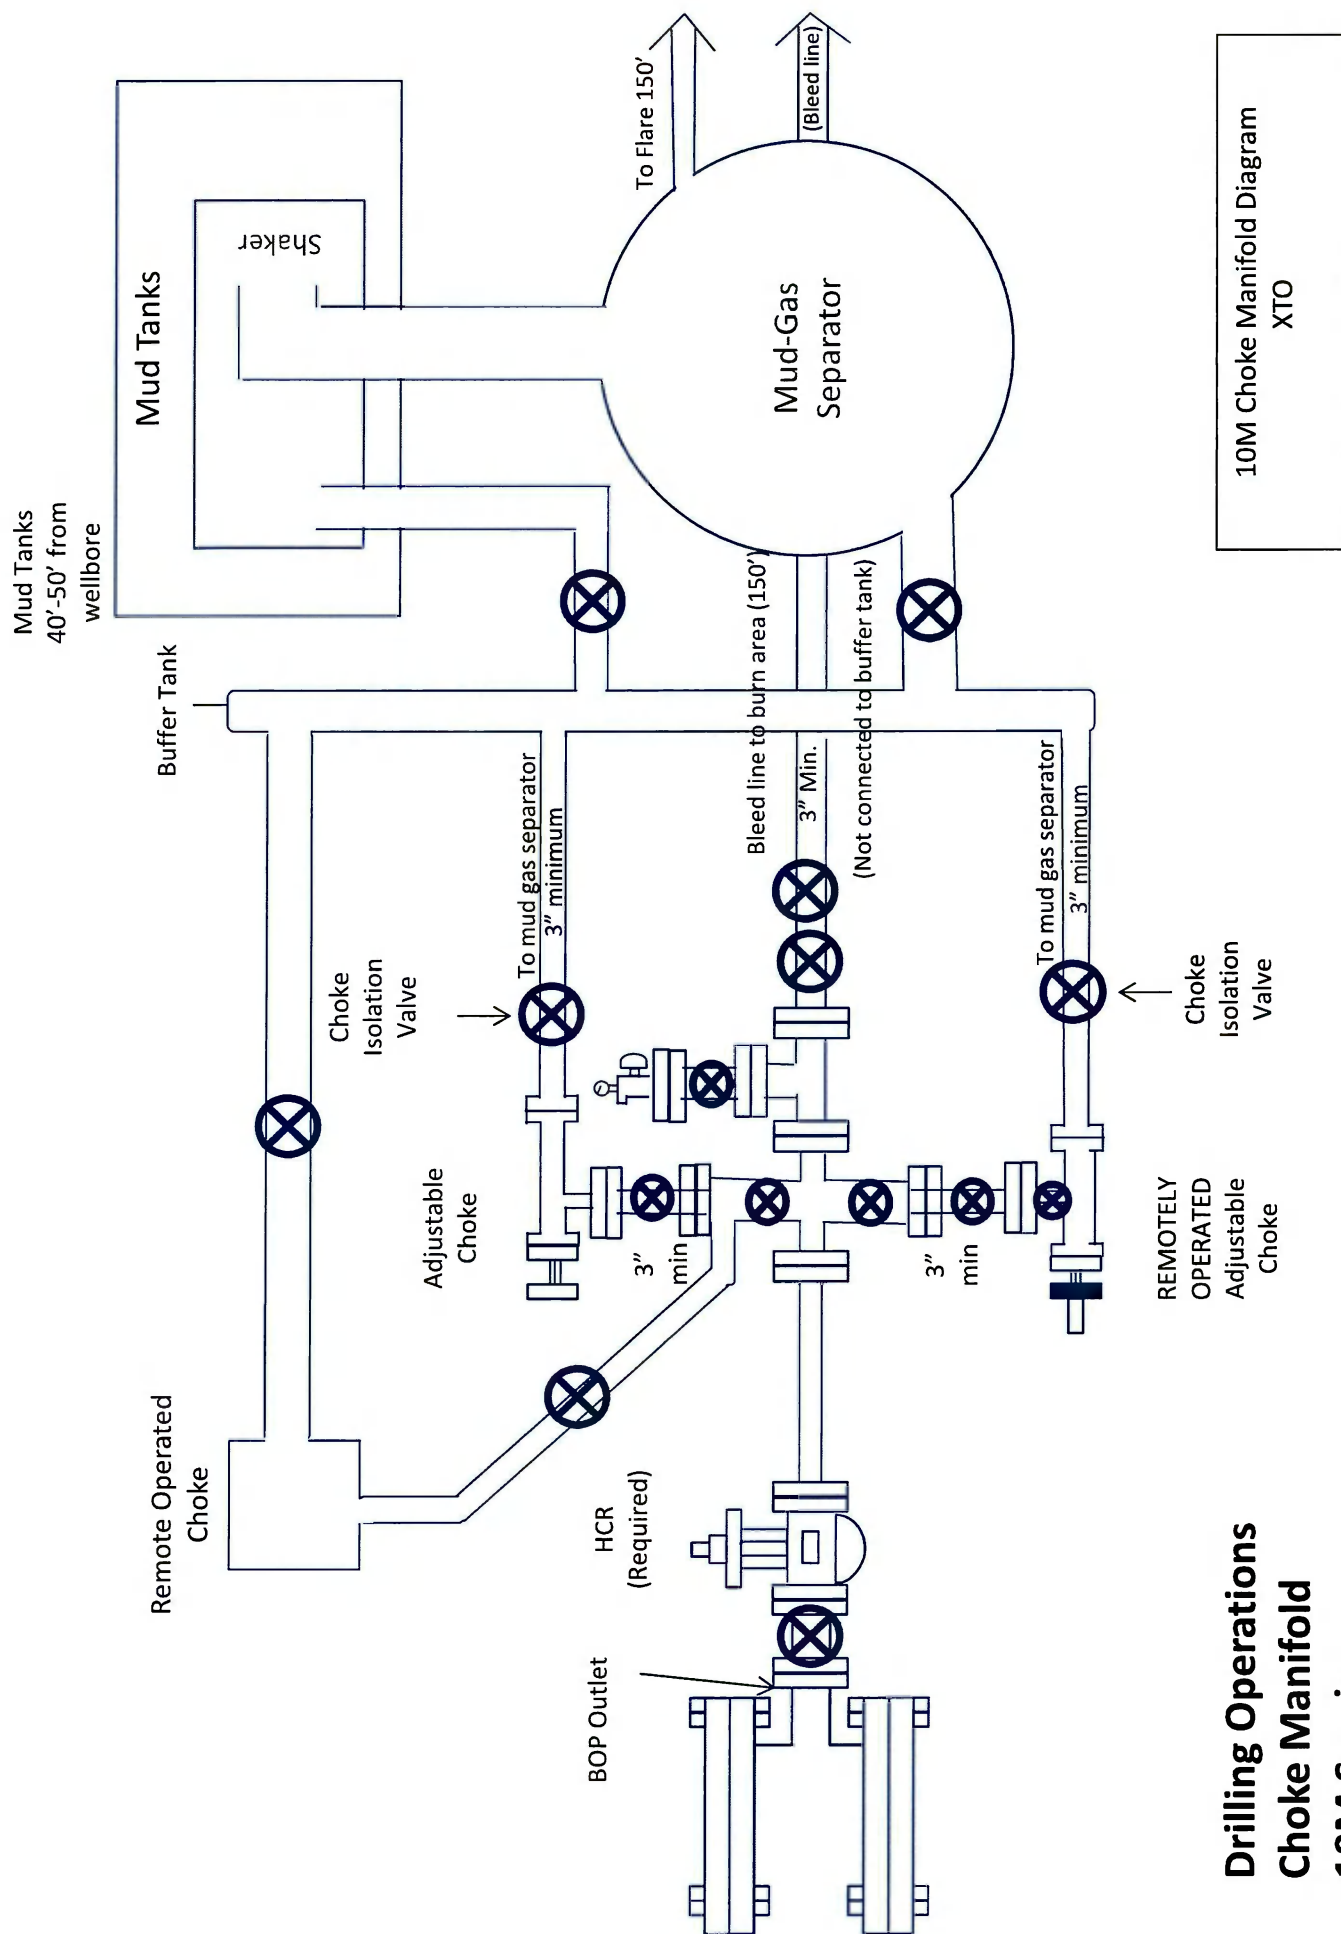 Mud Tanks
40’-50’ from
wellbore
Mud Tanks
Shaker
Buffer Tank
To Flare 150’
(Bleed line)
Mud-Gas
Separator
Remote Operated
Choke
Choke
Isolation
Valve
To mud gas separator
3” minimum
Adjustable
Choke
3”
min
Bleed line to burn area (150’)
3” Min.
(Not connected to buffer tank)
HCR
(Required)
BOP Outlet
3”
min
To mud gas separator
3” minimum
REMOTELY
OPERATED
Adjustable
Choke
Choke
Isolation
Valve
10M Choke Manifold Diagram
XTO
Drilling Operations
Choke Manifold